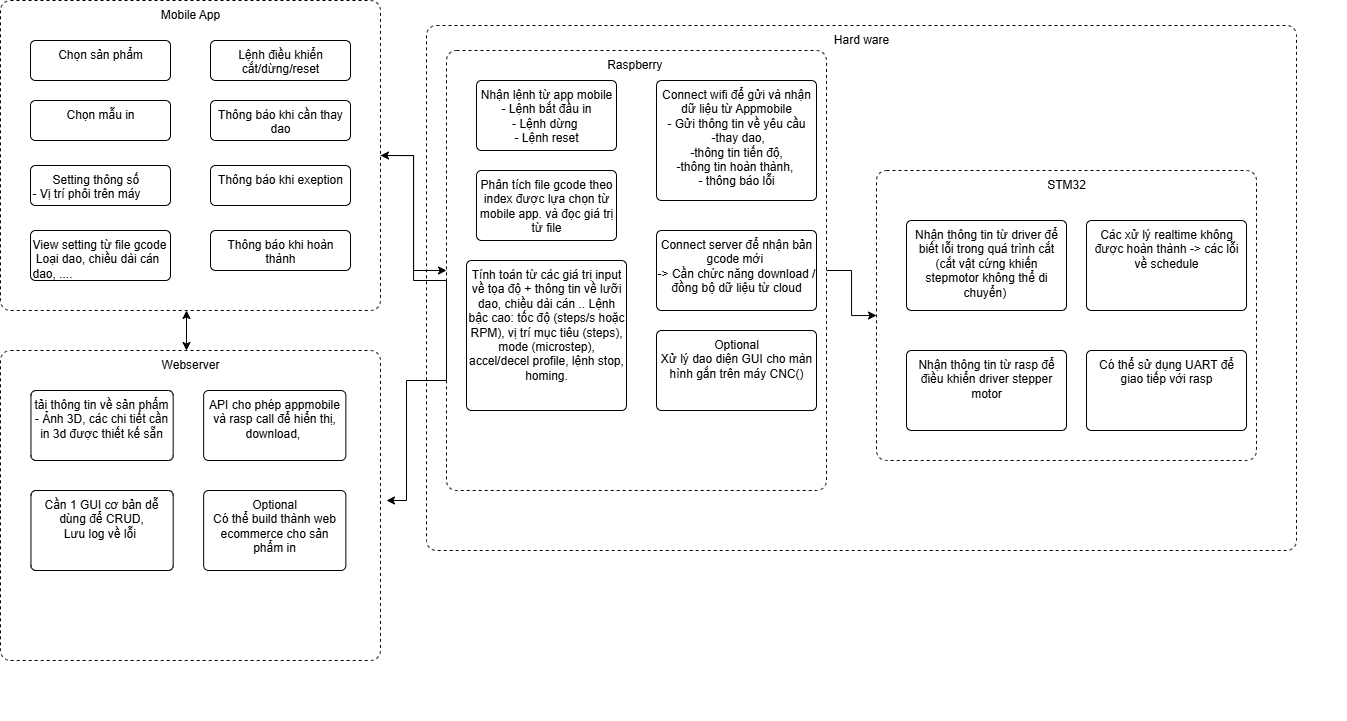 Mobile App
Chọn sản phẩm
Lệnh điều khiển
cắt/dừng/reset
Chọn mẫu in
Thông báo khi cần thay
dao
Setting thông số
- Vị trí phôi trên máy
Thông báo khi exeption
View setting từ file gcode
Loại dao, chiều dài cán
dao, ....
Thông báo khi hoàn
thành
Webserver
tải thông tin về sản phẩm
- Ảnh 3D, các chi tiết cần
in 3d được thiết kế sẵn
API cho phép appmobile
và rasp call để hiển thị,
download,
Cần 1 GUI cơ bản dễ
dùng để CRUD,
Lưu log về lỗi
Optional
Có thể build thành web
ecommerce cho sản
phẩm in
Hard ware
Raspberry
Nhận lệnh từ app mobile
- Lệnh bắt đầu in
- Lệnh dừng
- Lệnh reset
Connect wifi để gửi và nhận
dữ liệu từ Appmobile
- Gửi thông tin về yêu cầu
-thay dao,
-thông tin tiến độ,
-thông tin hoàn thành,
- thông báo lỗi
Phân tích file gcode theo
index được lựa chọn từ
mobile app. và đọc giá trị
từ file
Connect server để nhận bản
gcode mới
-> Cần chức năng download /
đồng bộ dữ liệu từ cloud
Tính toán từ các giá trị input
về tọa độ + thông tin về lưỡi
dao, chiều dài cán .. Lệnh
bậc cao: tốc độ (steps/s hoặc
RPM), vị trí mục tiêu (steps),
mode (microstep),
accel/decel profile, lệnh stop,
homing.
Optional
Xử lý dao diện GUI cho màn
hình gắn trên máy CNC()
STM32
Nhận thông tin từ driver để
biết lỗi trong quá trình cắt
(cắt vật cứng khiến
stepmotor không thể di
chuyển)
Các xử lý realtime không
được hoàn thành -> các lỗi
về schedule
Nhận thông tin từ rasp để
điều khiển driver stepper
motor
Có thể sử dụng UART để
giao tiếp với rasp